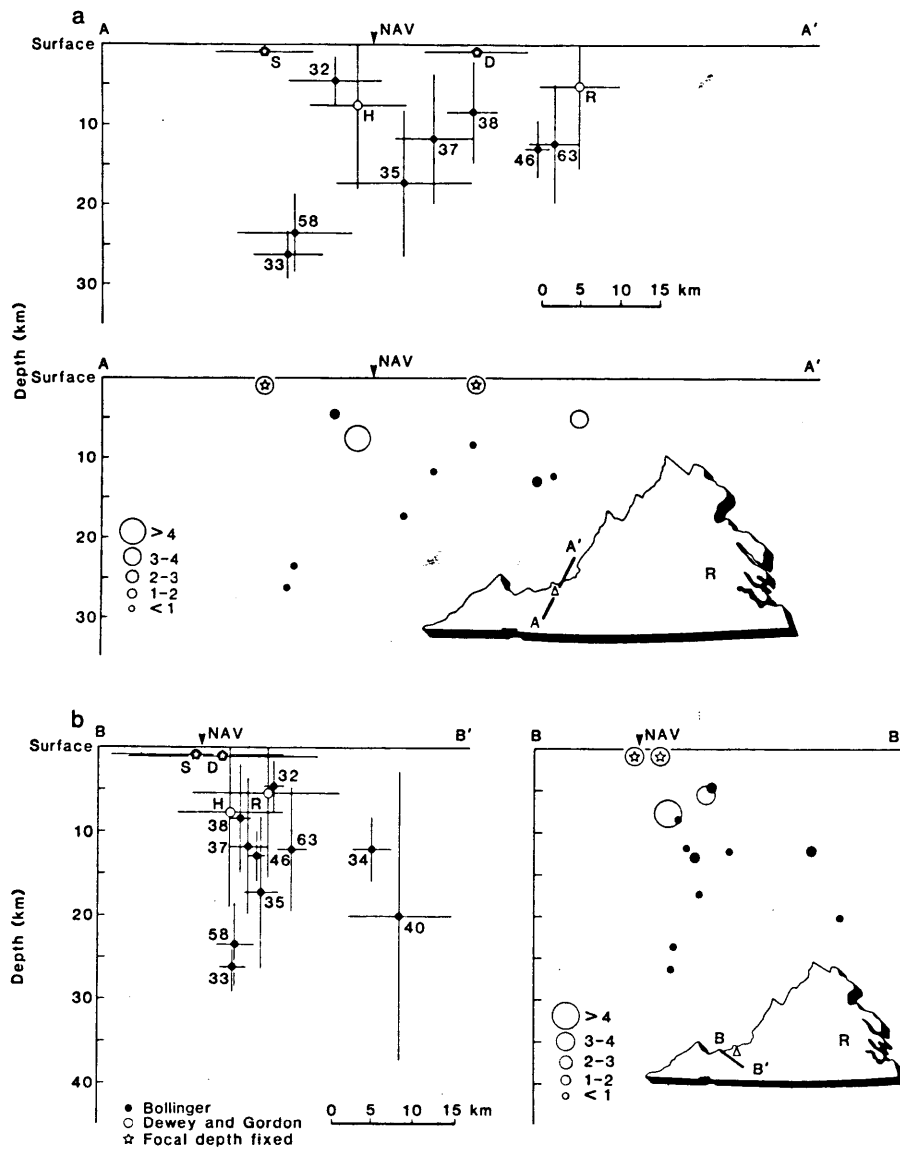 a
A
NAV
A'
Surface
S
D
32
R
H
10
38
37
46
63
35
20
58
33
30
0 5 10 15 km
Depth (km)
A
NAV
A'
Surface
10
20
30
>4
3-4
2-3
1-2
<1
A'
R
A
b
B
NAV
B'
Surface
S
D
32
H
R
10
38
37
46
63
34
35
20
40
58
33
30
40
Depth (km)
Bollinger
Dewey and Gordon
Focal depth fixed
0 5 10 15 km
B
NAV
B
>4
3-4
2-3
1-2
<1
B
R
B'